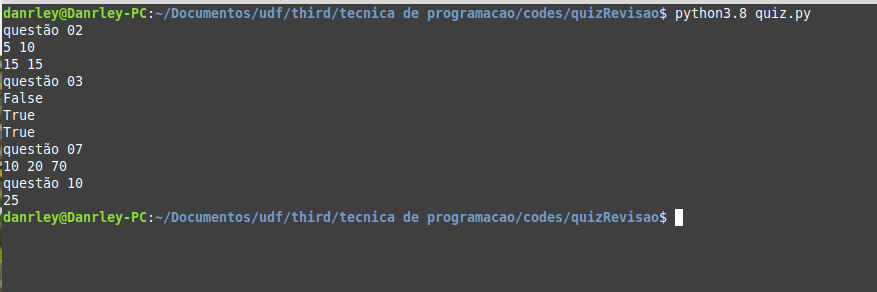 danrley@Danrley-PC:~/Documentos/udf/third/tecnica de programacao/codes/quizRevisao$ python3.8 quiz.py
questão 02
5 10
15 15
questão 03
False
True
True
questão 07
10 20 70
questão 10
25
danrley@Danrley-PC:~/Documentos/udf/third/tecnica de programacao/codes/quizRevisao$